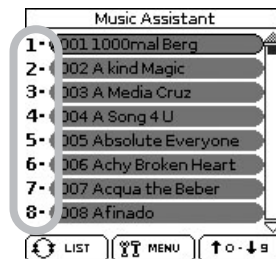 Music Assistant
1- 001 1000mal Berg
2- 002 A kind Magic
3- 003 A Media Cruz
4- 004 A Song 4 U
5- 005 Absolute Everyone
6- 006 Achy Broken Heart
7- 007 Acqua the Beber
8- 008 Afinado
LIST MENU ↑0-↓9